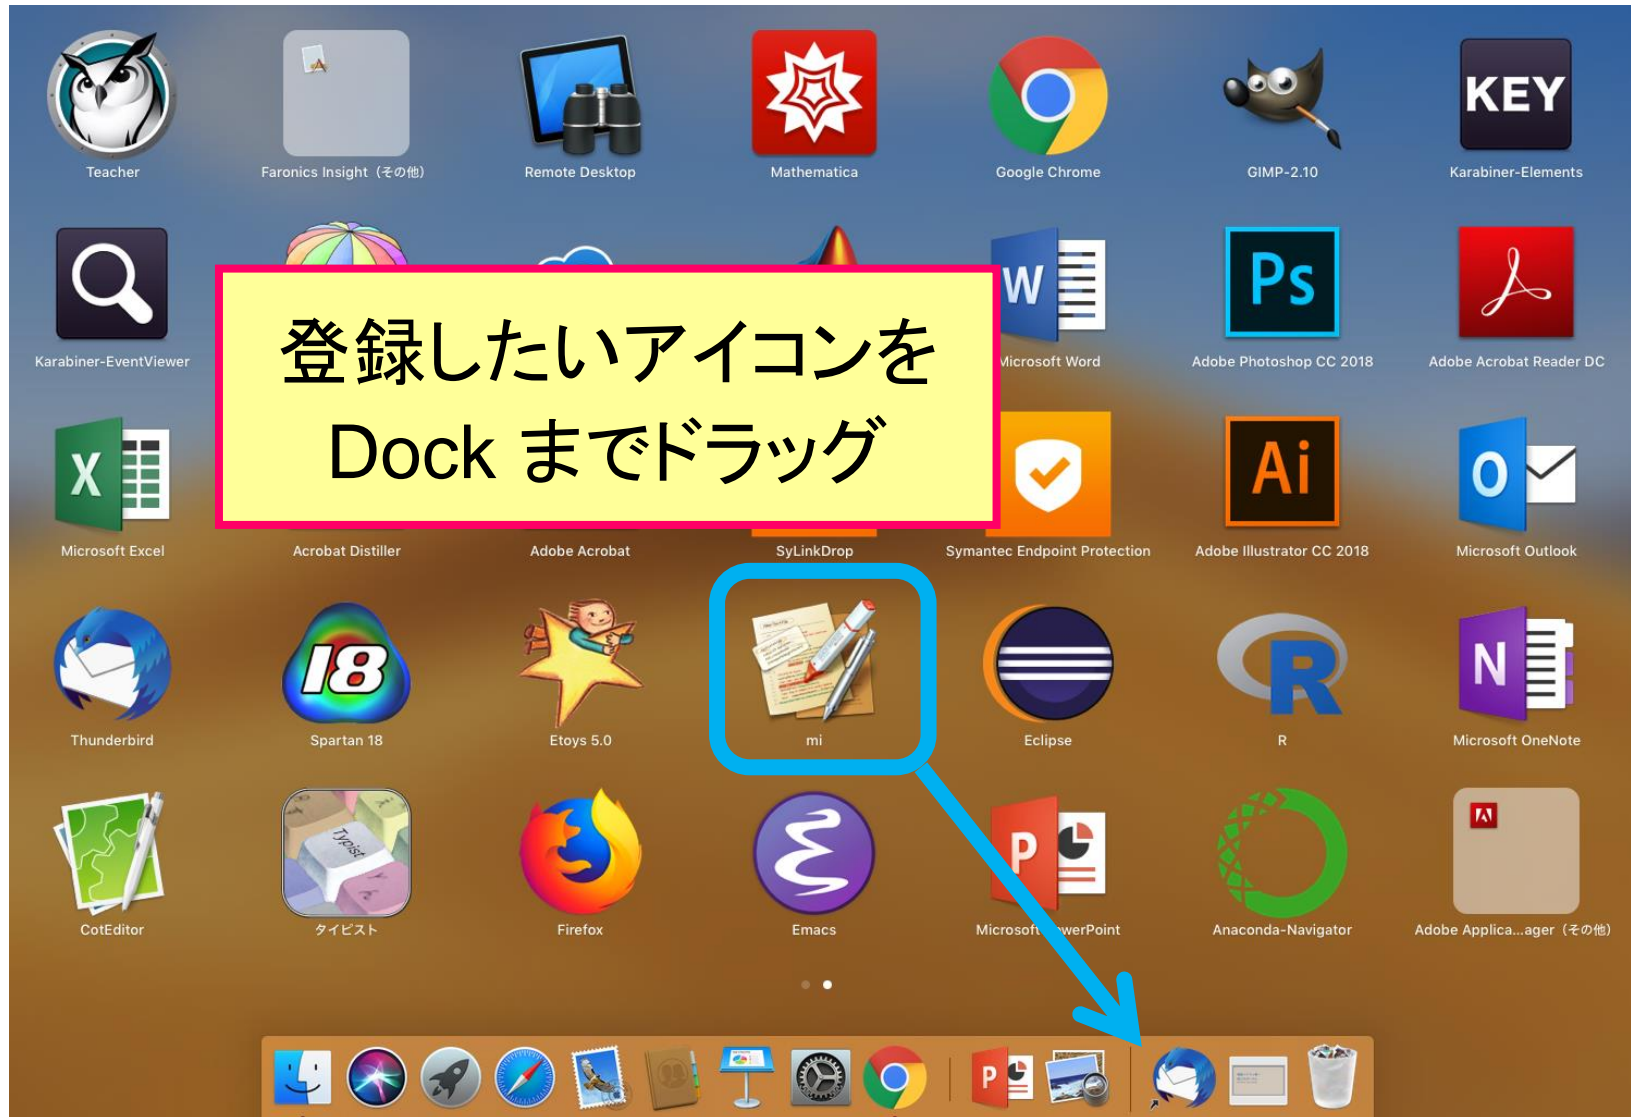 KEY
Teacher
Faronics Insight（その他）
Remote Desktop
Mathematica
Google Chrome
GIMP-2.10
Karabiner-Elements
W
Ps
登録したいアイコンを
Dock までドラッグ
Karabiner-EventViewer
Microsoft Word
Adobe Photoshop CC 2018
Adobe Acrobat Reader DC
X
Ai
O
Microsoft Excel
Acrobat Distiller
Adobe Acrobat
SyLinkDrop
Symantec Endpoint Protection
Adobe Illustrator CC 2018
Microsoft Outlook
18
R
N
Thunderbird
Spartan 18
Etoys 5.0
mi
Eclipse
R
Microsoft OneNote
Typist
P
CotEditor
タイピスト
Firefox
Emacs
Microsoft PowerPoint
Anaconda-Navigator
Adobe Applica...ager（その他）
P